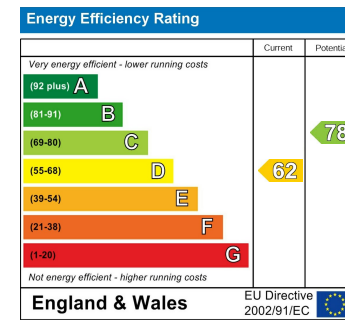 Energy Efficiency Rating
Current Potentia
Very energy efficient - lower running costs
(92 plus) A
(81-91) B
(69-80) C
78
(55-68) D
62
(39-54) E
(21-38) F
(1-20) G
Not energy efficient - higher running costs
England & Wales
EU Directive
2002/91/EC